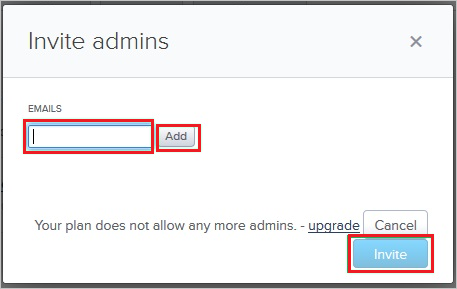 Invite admins
EMAILS
Add
Your plan does not allow any more admins. - upgrade Cancel
Invite